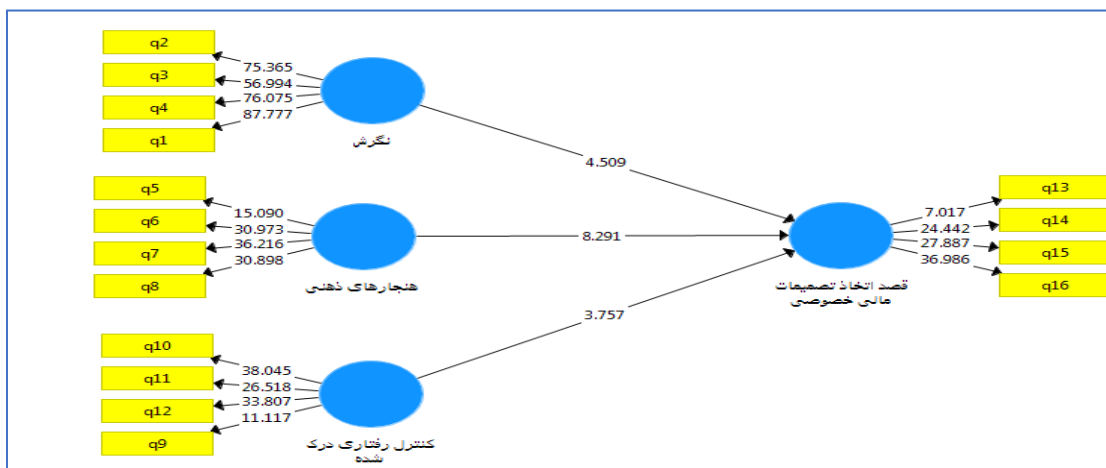 q2
q3
q4
q1
75.365
56.994
76.075
87.777
نگرش
4.509
q5
q6
q7
q8
15.090
30.973
36.216
30.898
هنجارهای ذهنی
8.291
q10
q11
q12
q9
38.045
26.518
33.807
11.117
کنترل رفتاری درک
شده
3.757
قصد اتخاذ تصمیمات
مالی خصوصی
7.017
24.442
27.887
36.986
q13
q14
q15
q16